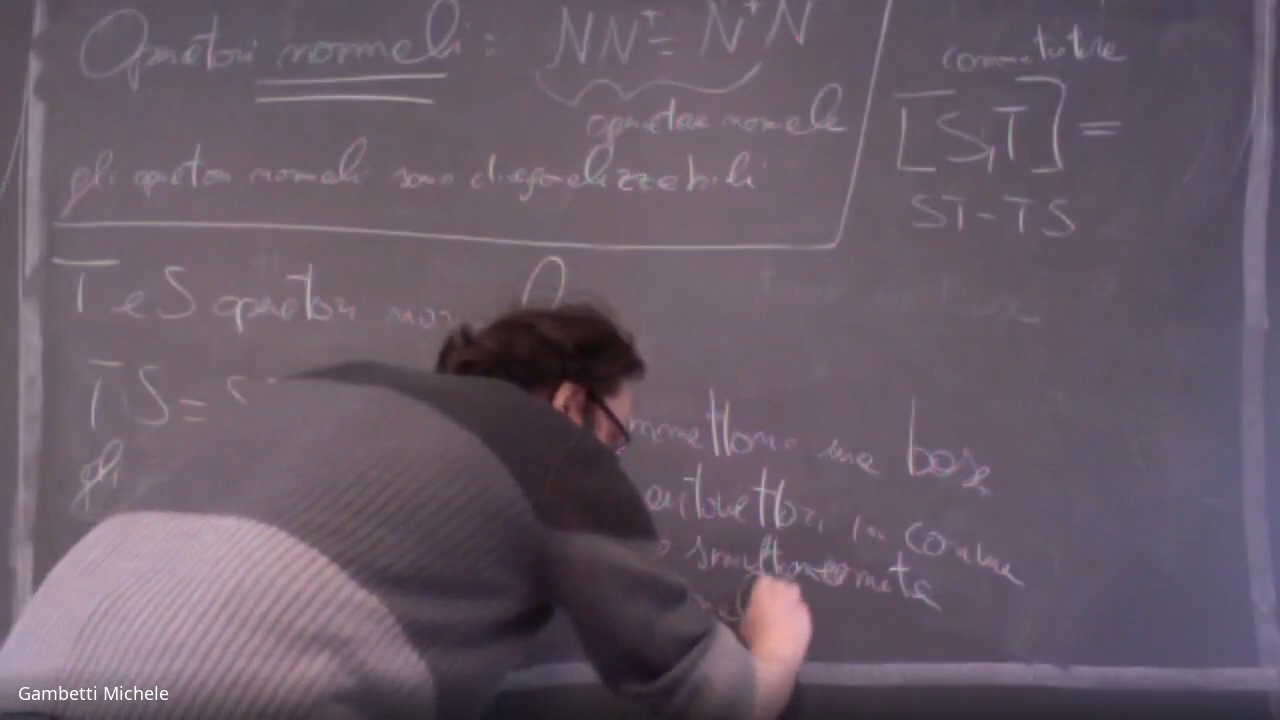 Operatori normali : NN⁺ = N⁺N
operatore normale
gli operatori normali sono diagonalizzabili
commutatore
[S,T] =
ST - TS
T e S operatori
TS =
gli ammettono una base
autovettori in comune
simultaneamente
Gambetti Michele